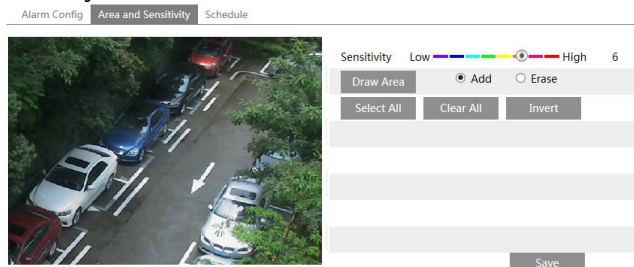 Alarm Config Area and Sensitivity Schedule
Sensitivity Low High 6
Draw Area Add Erase
Select All Clear All Invert
Save